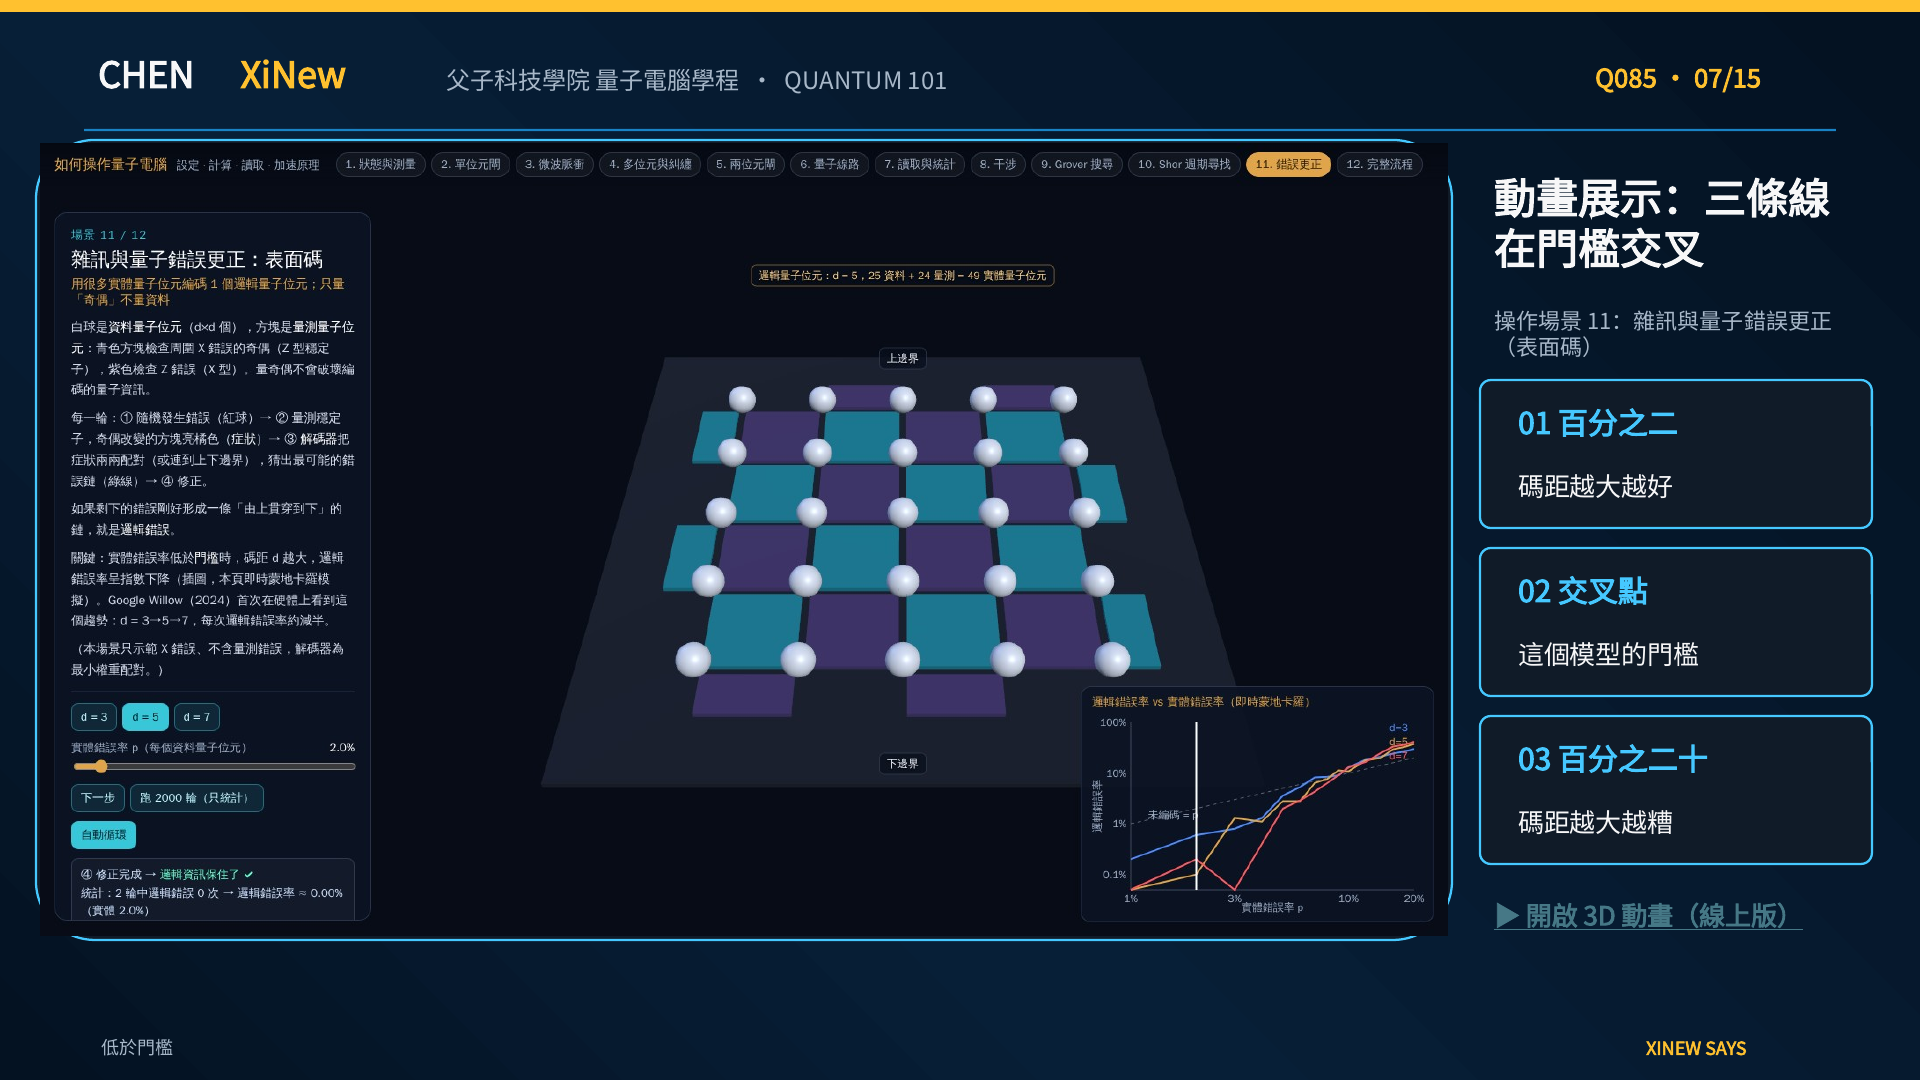 CHEN XiNew
父子科技學院 量子電腦學程 · QUANTUM 101
Q085 · 07/15
如何操作量子電腦 設定 · 計算 · 讀取 · 加速原理
1. 狀態與測量
2. 單位元閘
3. 微波脈衝
4. 多位元與糾纏
5. 兩位元閘
6. 量子線路
7. 讀取與統計
8. 干涉
9. Grover 搜尋
10. Shor 週期尋找
11. 錯誤更正
12. 完整流程
場景 11 / 12
雜訊與量子錯誤更正：表面碼
用很多實體量子位元編碼 1 個邏輯量子位元；只量
「奇偶」不量資料
白球是資料量子位元（d×d 個），方塊是量測量子位
元：青色方塊檢查周圍 X 錯誤的奇偶（Z 型穩定
子），紫色檢查 Z 錯誤（X 型）。量奇偶不會破壞編
碼的量子資訊。
每一輪：① 隨機發生錯誤（紅球）→ ② 量測穩定
子，奇偶改變的方塊亮橘色（症狀）→ ③ 解碼器把
症狀兩兩配對（或連到上下邊界），猜出最可能的錯
誤鏈（綠線）→ ④ 修正。
如果剩下的錯誤剛好形成一條「由上貫穿到下」的
鏈，就是邏輯錯誤。
關鍵：實體錯誤率低於門檻時，碼距 d 越大，邏輯
錯誤率呈指數下降（插圖，本頁即時蒙地卡羅模
擬）。Google Willow（2024）首次在硬體上看到這
個趨勢：d = 3→5→7，每次邏輯錯誤率約減半。
（本場景只示範 X 錯誤、不含量測錯誤，解碼器為
最小權重配對。）
d = 3
d = 5
d = 7
實體錯誤率 p（每個資料量子位元） 2.0%
下一步
跑 2000 輪（只統計）
自動循環
④ 修正完成 → 邏輯資訊保住了 ✓
統計：2 輪中邏輯錯誤 0 次 → 邏輯錯誤率 ≈ 0.00%
（實體 2.0%）
邏輯量子位元：d = 5，25 資料 + 24 量測 = 49 實體量子位元
上邊界
下邊界
邏輯錯誤率 vs 實體錯誤率（即時蒙地卡羅）
100%
10%
1%
0.1%
邏輯錯誤率
未編碼 = p
d=3
d=5
d=7
1%
3%
10%
20%
實體錯誤率 p
動畫展示：三條線
在門檻交叉
操作場景 11：雜訊與量子錯誤更正
（表面碼）
01 百分之二
碼距越大越好
02 交叉點
這個模型的門檻
03 百分之二十
碼距越大越糟
▶ 開啟 3D 動畫（線上版）
低於門檻
XINEW SAYS